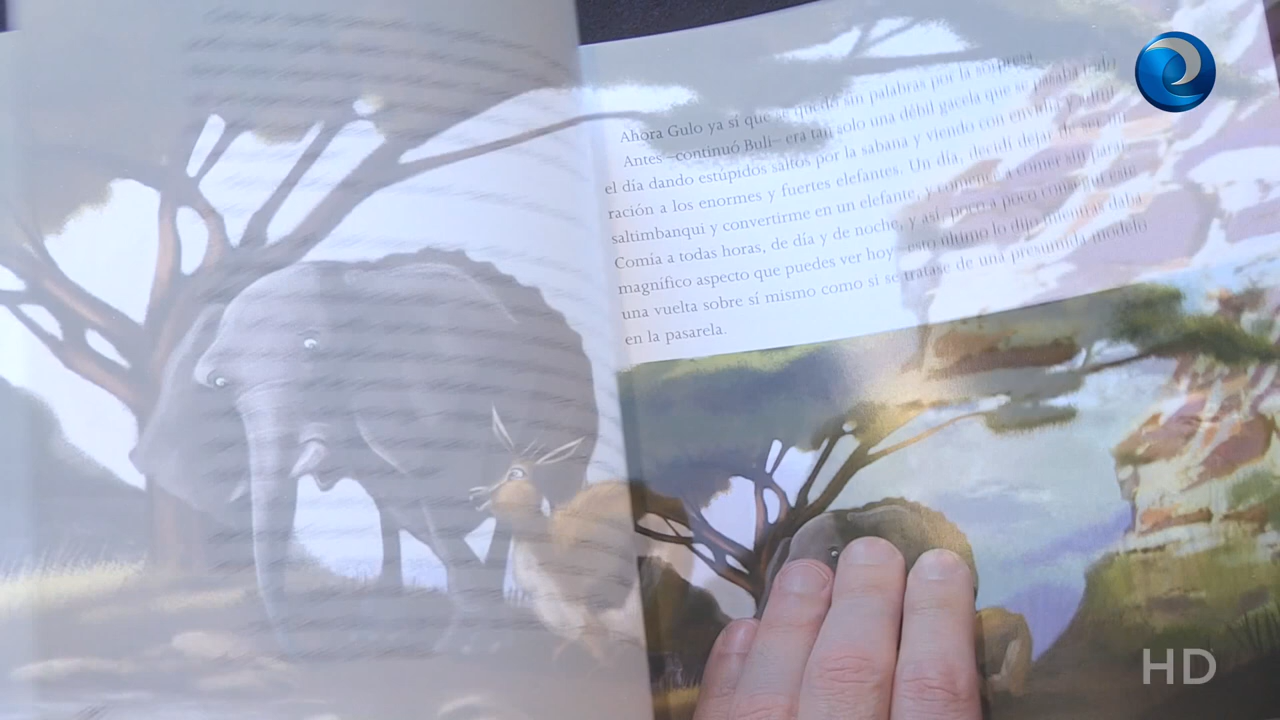 Ahora Gulo ya sí que se quedó sin palabras por la sorpresa.
Antes –continuó Buli– era tan solo una débil gacela que se pasaba todo
el día dando estúpidos saltos por la sabana y viendo con envidia y admi-
ración a los enormes y fuertes elefantes. Un día, decidí dejar de ser un
saltimbanqui y convertirme en un elefante, y comencé a comer sin parar.
Comía a todas horas, de día y de noche, y así, poco a poco conseguí este
magnífico aspecto que puedes ver hoy –esto último lo dijo mientras daba
una vuelta sobre sí mismo como si se tratase de una presumida modelo
en la pasarela.
HD